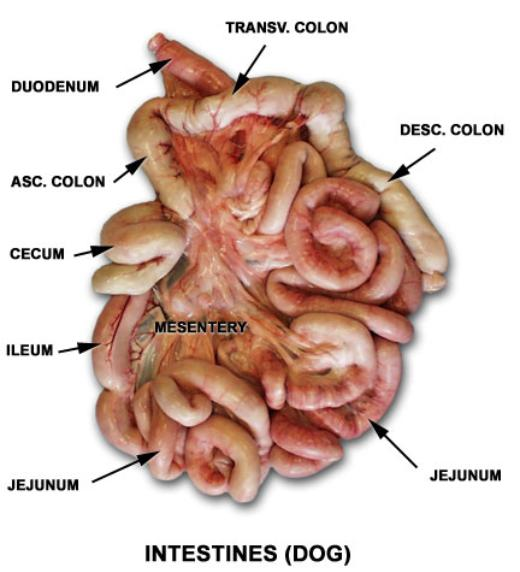 TRANSV. COLON
DUODENUM
DESC. COLON
ASC. COLON
CECUM
MESENTERY
ILEUM
JEJUNUM
JEJUNUM
INTESTINES (DOG)